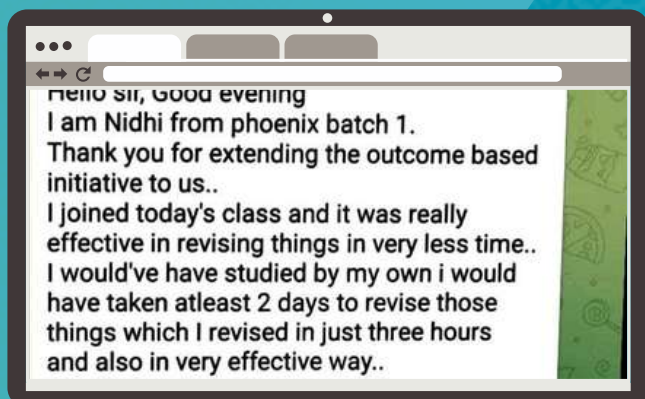 Hello sir, Good evening
I am Nidhi from phoenix batch 1.
Thank you for extending the outcome based
initiative to us..
I joined today's class and it was really
effective in revising things in very less time..
I would've have studied by my own i would
have taken atleast 2 days to revise those
things which I revised in just three hours
and also in very effective way..